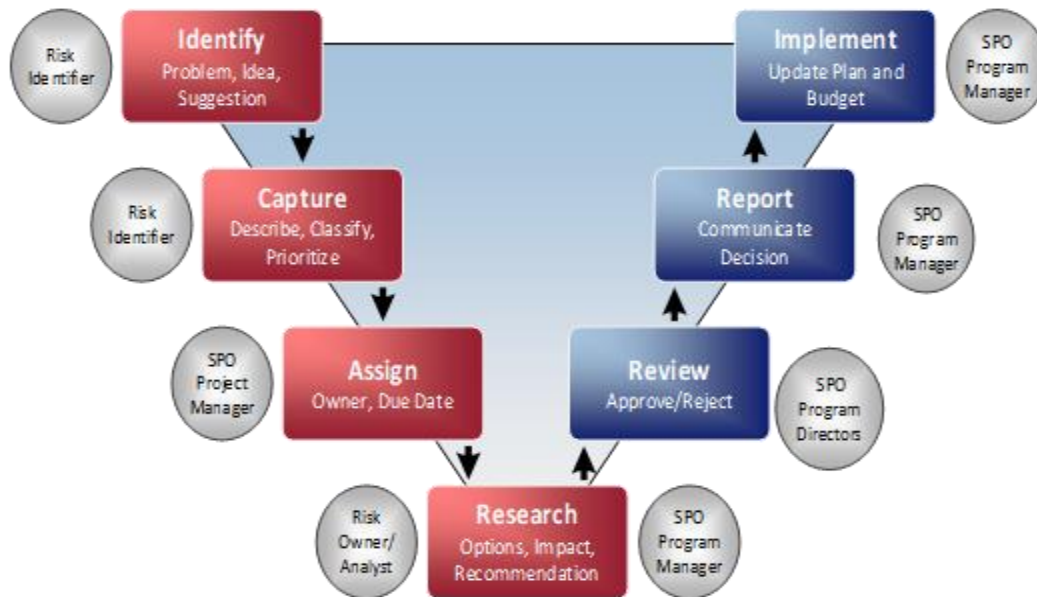 Risk
Identifier
Identify
Problem, Idea,
Suggestion
Implement
Update Plan and
Budget
SPO
Program
Manager
Risk
Identifier
Capture
Describe, Classify,
Prioritize
Report
Communicate
Decision
SPO
Program
Manager
SPO
Project
Manager
Assign
Owner, Due Date
Review
Approve/Reject
SPO
Program
Directors
Risk
Owner/
Analyst
Research
Options, Impact,
Recommendation
SPO
Program
Manager